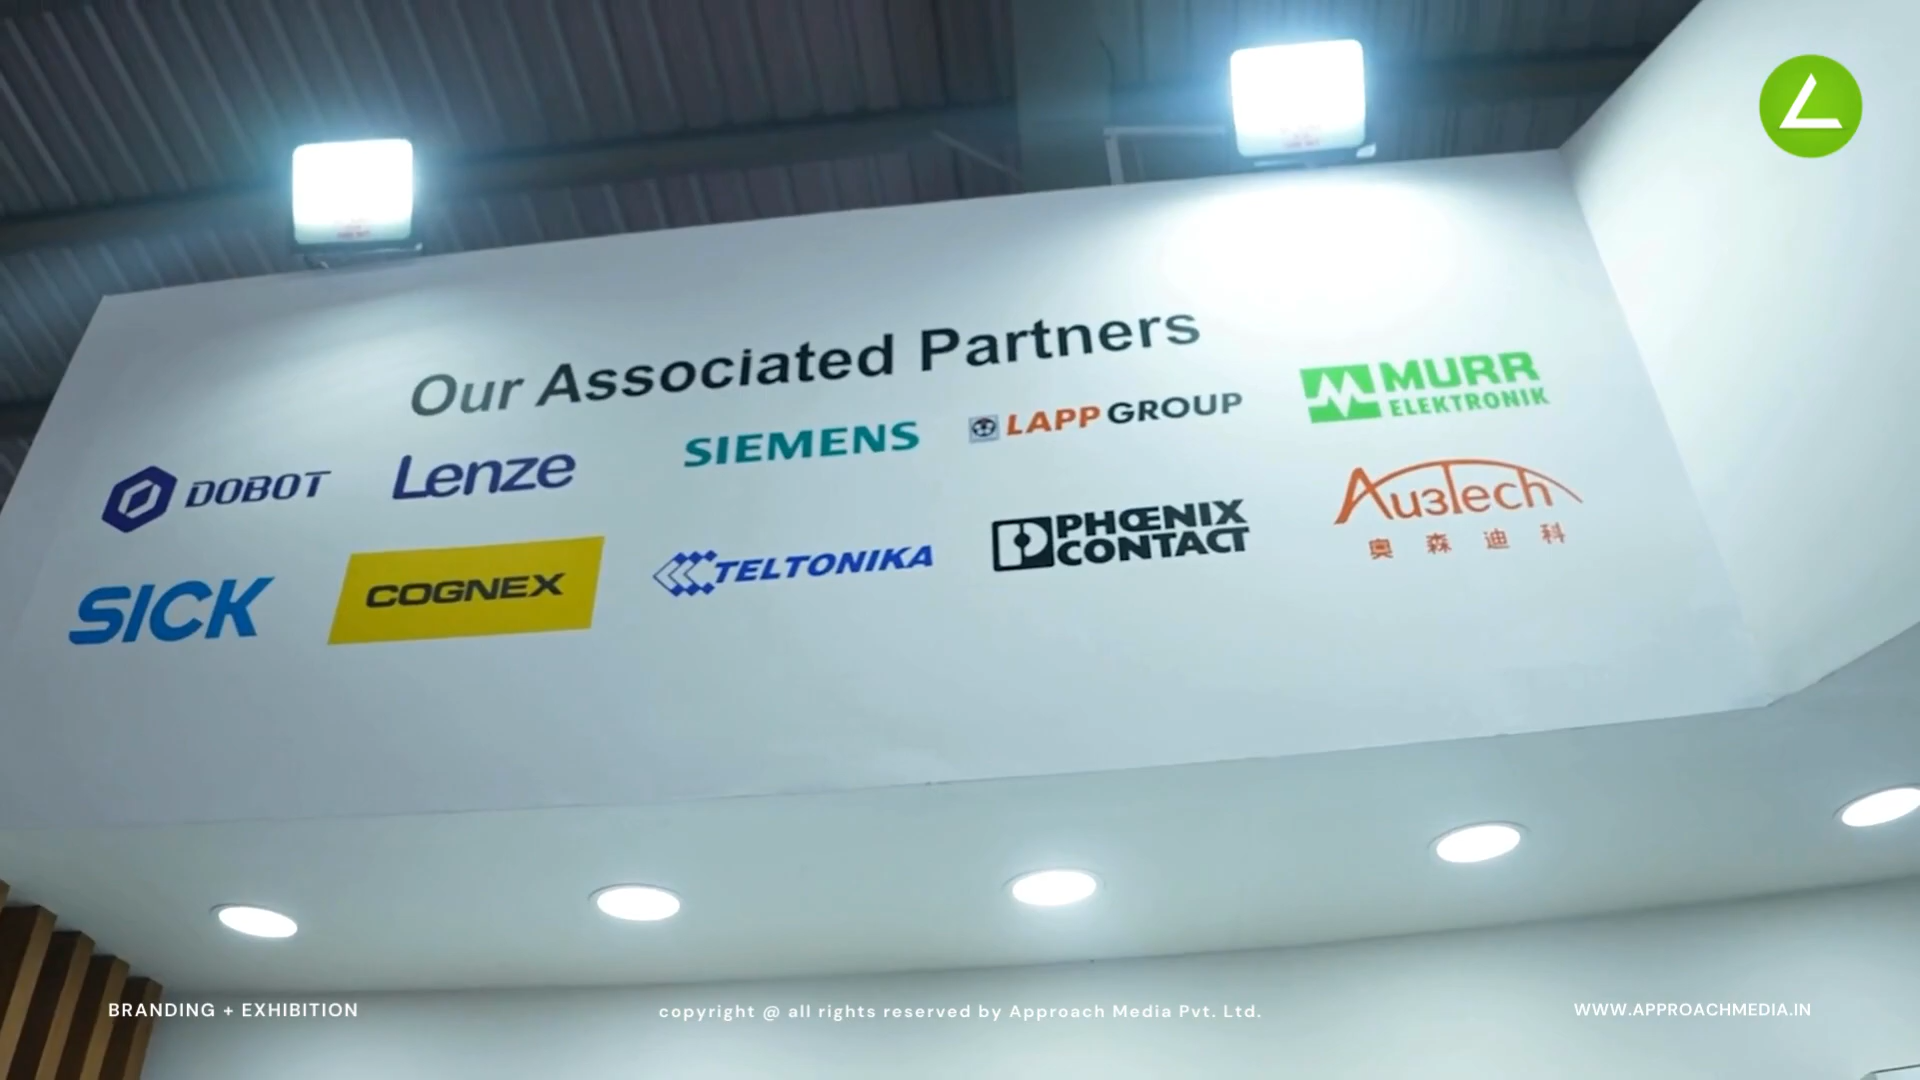 Our Associated Partners
DOBOT
Lenze
SIEMENS
LAPP GROUP
MURR
ELEKTRONIK
SICK
COGNEX
TELTONIKA
PHŒNIX
CONTACT
Au3Tech
奥森迪科
BRANDING + EXHIBITION
copyright @ all rights reserved by Approach Media Pvt. Ltd.
WWW.APPROACHMEDIA.IN